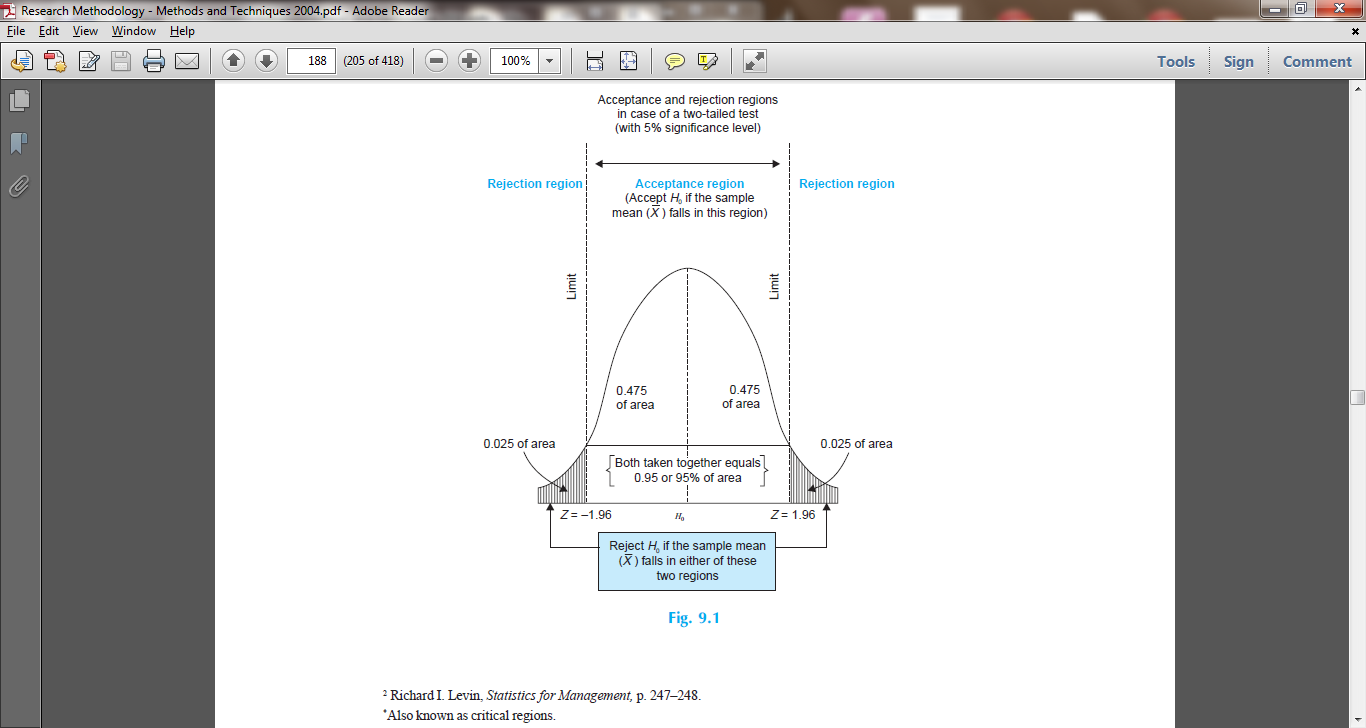 Research Methodology - Methods and Techniques 2004.pdf - Adobe Reader
File Edit View Window Help
188 (205 of 418) 100% Tools Sign Comment
Acceptance and rejection regions
in case of a two-tailed test
(with 5% significance level)
Rejection region Acceptance region Rejection region
(Accept H₀ if the sample
mean (X̅) falls in this region)
Limit Limit
0.475 0.475
of area of area
0.025 of area 0.025 of area
Both taken together equals
0.95 or 95% of area
Z = –1.96 H₀ Z = 1.96
Reject H₀ if the sample mean
(X̅) falls in either of these
two regions
Fig. 9.1
² Richard I. Levin, Statistics for Management, p. 247–248.
*Also known as critical regions.